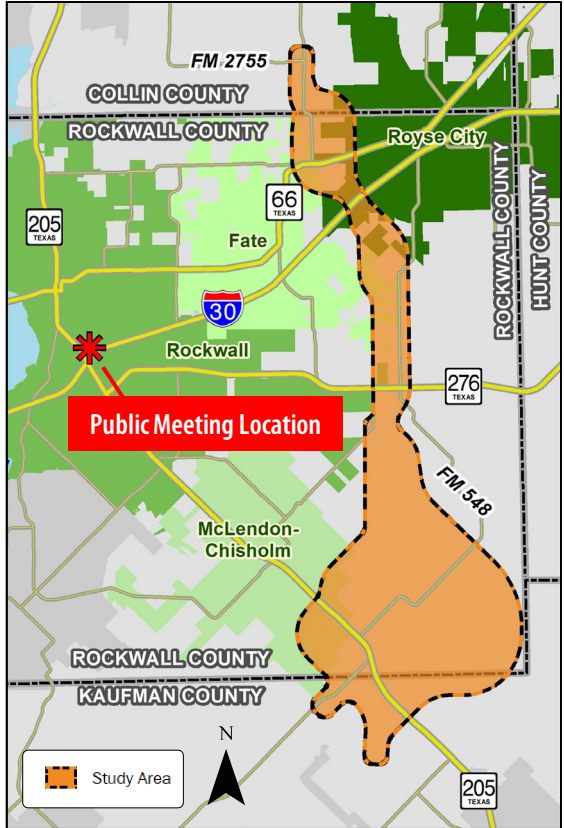 FM 2755
COLLIN COUNTY
ROCKWALL COUNTY
Royse City
66
TEXAS
205
TEXAS
Fate
ROCKWALL COUNTY
HUNT COUNTY
30
Rockwall
276
TEXAS
Public Meeting Location
FM 548
McLendon-
Chisholm
ROCKWALL COUNTY
KAUFMAN COUNTY
N
Study Area
205
TEXAS